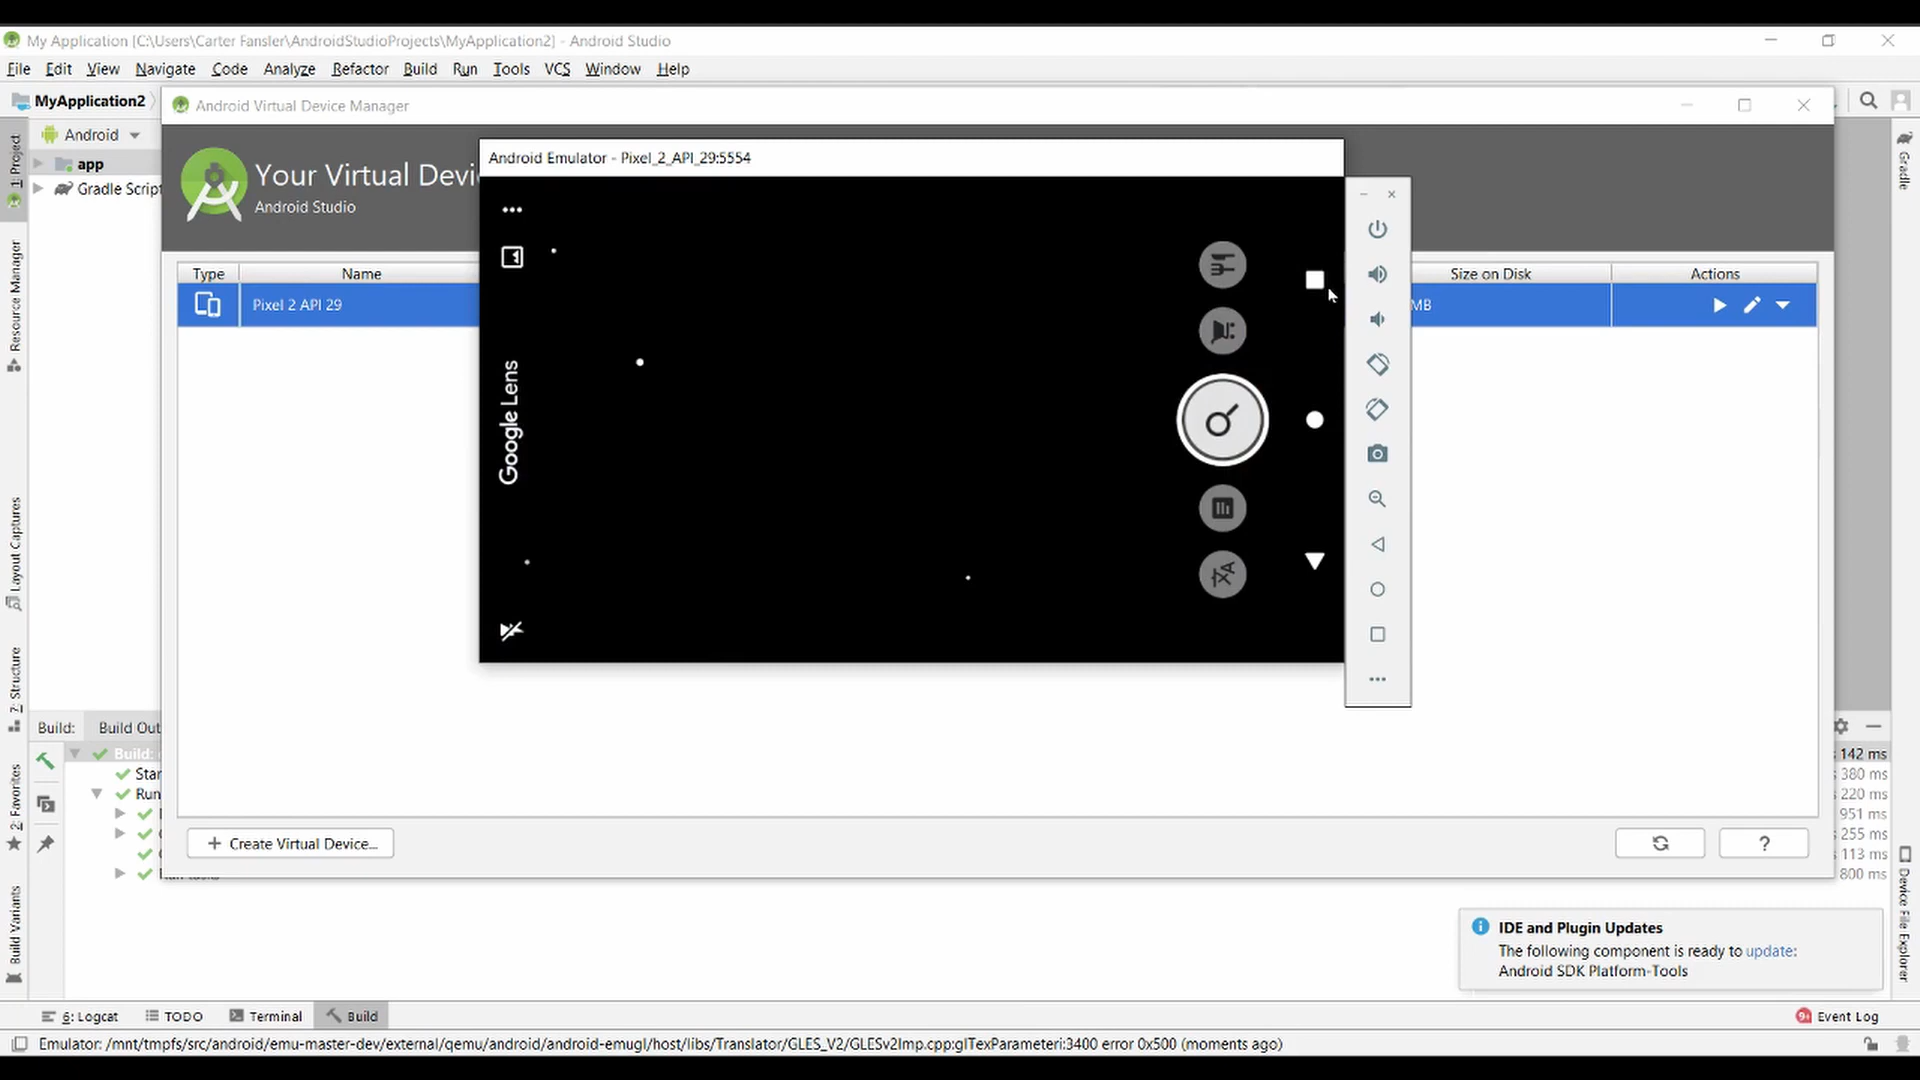 My Application [C:\Users\Carter Fansler\AndroidStudioProjects\MyApplication2] - Android Studio
File Edit View Navigate Code Analyze Refactor Build Run Tools VCS Window Help
MyApplication2
Android Virtual Device Manager
Android
app
Gradle Script
Your Virtual Devic
Android Studio
Android Emulator - Pixel_2_API_29:5554
Google Lens
Type Name Size on Disk Actions
Pixel 2 API 29 MB
1: Project
Resource Manager
Layout Captures
7: Structure
2: Favorites
Build Variants
Gradle
Device File Explorer
Build: Build Out
Build:
142 ms
Star
380 ms
Run
220 ms
951 ms
255 ms
113 ms
800 ms
+ Create Virtual Device...
?
IDE and Plugin Updates
The following component is ready to update:
Android SDK Platform-Tools
6: Logcat TODO Terminal Build
9+ Event Log
Emulator: /mnt/tmpfs/src/android/emu-master-dev/external/qemu/android/android-emugl/host/libs/Translator/GLES_V2/GLESv2Imp.cpp:glTexParameteri:3400 error 0x500 (moments ago)